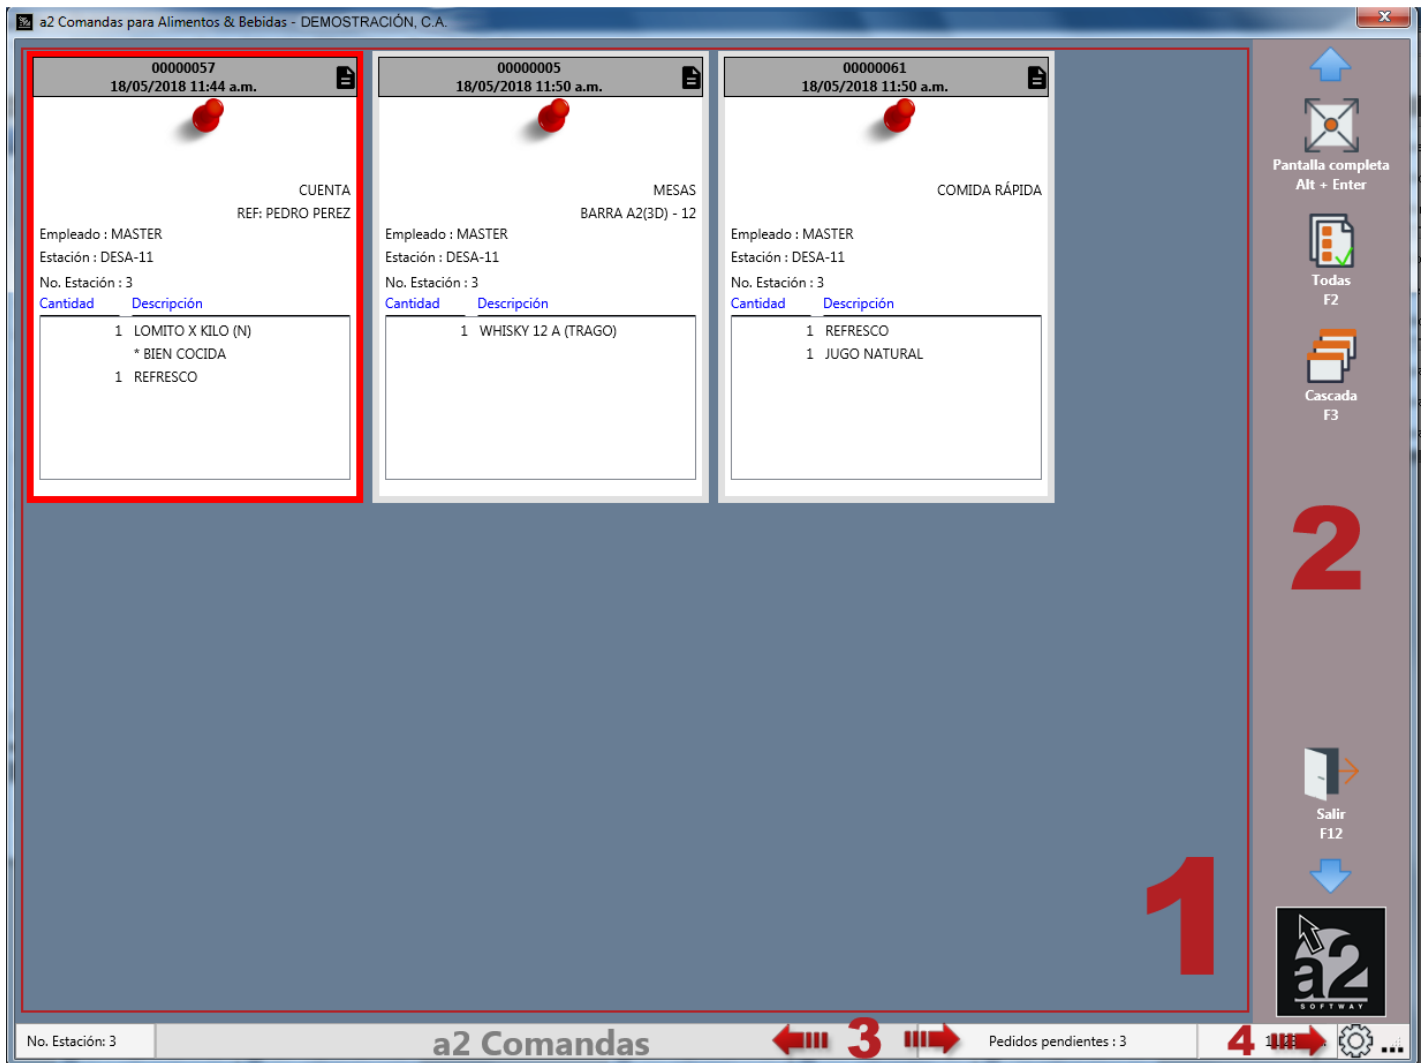 a2 Comandas para Alimentos & Bebidas - DEMOSTRACIÓN, C.A.
00000057
18/05/2018 11:44 a.m.
CUENTA
REF: PEDRO PEREZ
Empleado : MASTER
Estación : DESA-11
No. Estación : 3
Cantidad Descripción
1 LOMITO X KILO (N)
* BIEN COCIDA
1 REFRESCO
00000005
18/05/2018 11:50 a.m.
MESAS
BARRA A2(3D) - 12
Empleado : MASTER
Estación : DESA-11
No. Estación : 3
Cantidad Descripción
1 WHISKY 12 A (TRAGO)
00000061
18/05/2018 11:50 a.m.
COMIDA RÁPIDA
Empleado : MASTER
Estación : DESA-11
No. Estación : 3
Cantidad Descripción
1 REFRESCO
1 JUGO NATURAL
Pantalla completa
Alt + Enter
Todas
F2
Cascada
F3
2
Salir
F12
1
a2
SOFTWAY
No. Estación: 3
a2 Comandas
3
Pedidos pendientes : 3
4